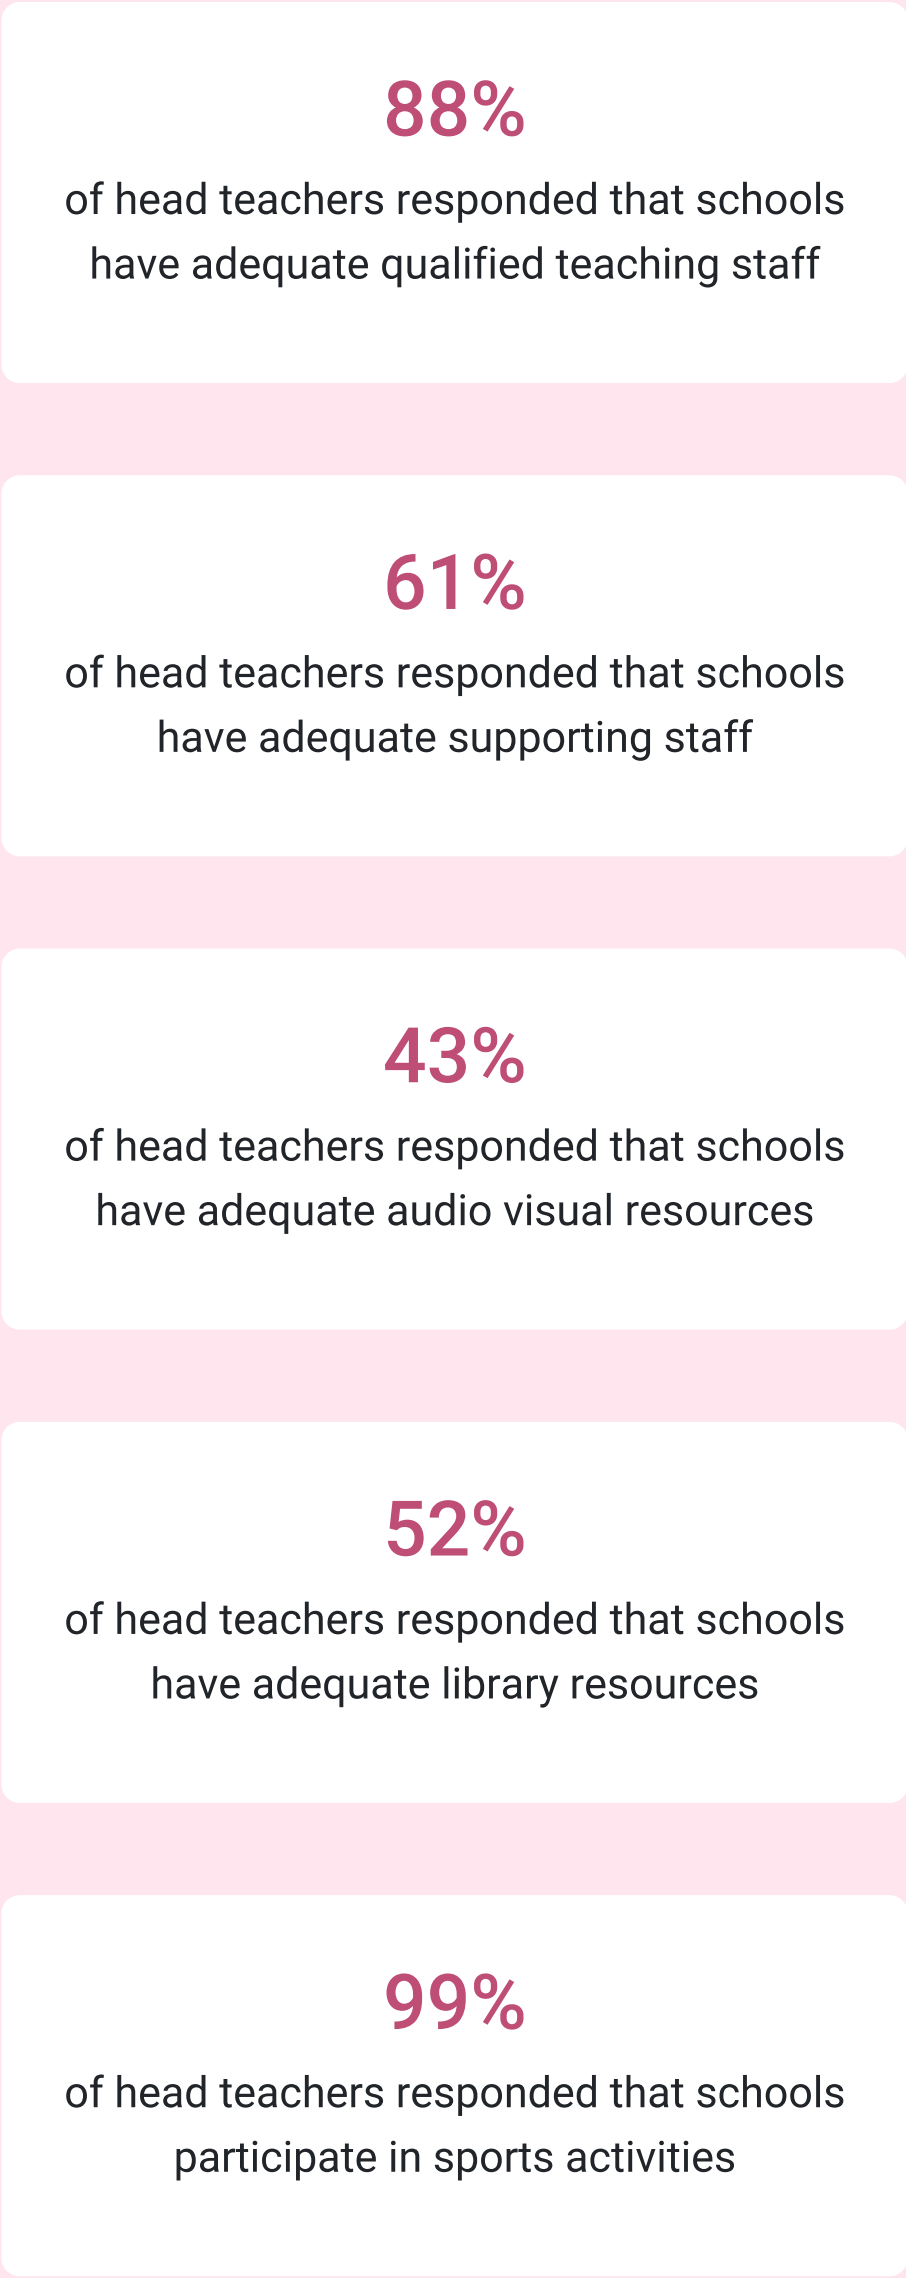 88%
of head teachers responded that schools
have adequate qualified teaching staff
61%
of head teachers responded that schools
have adequate supporting staff
43%
of head teachers responded that schools
have adequate audio visual resources
52%
of head teachers responded that schools
have adequate library resources
99%
of head teachers responded that schools
participate in sports activities